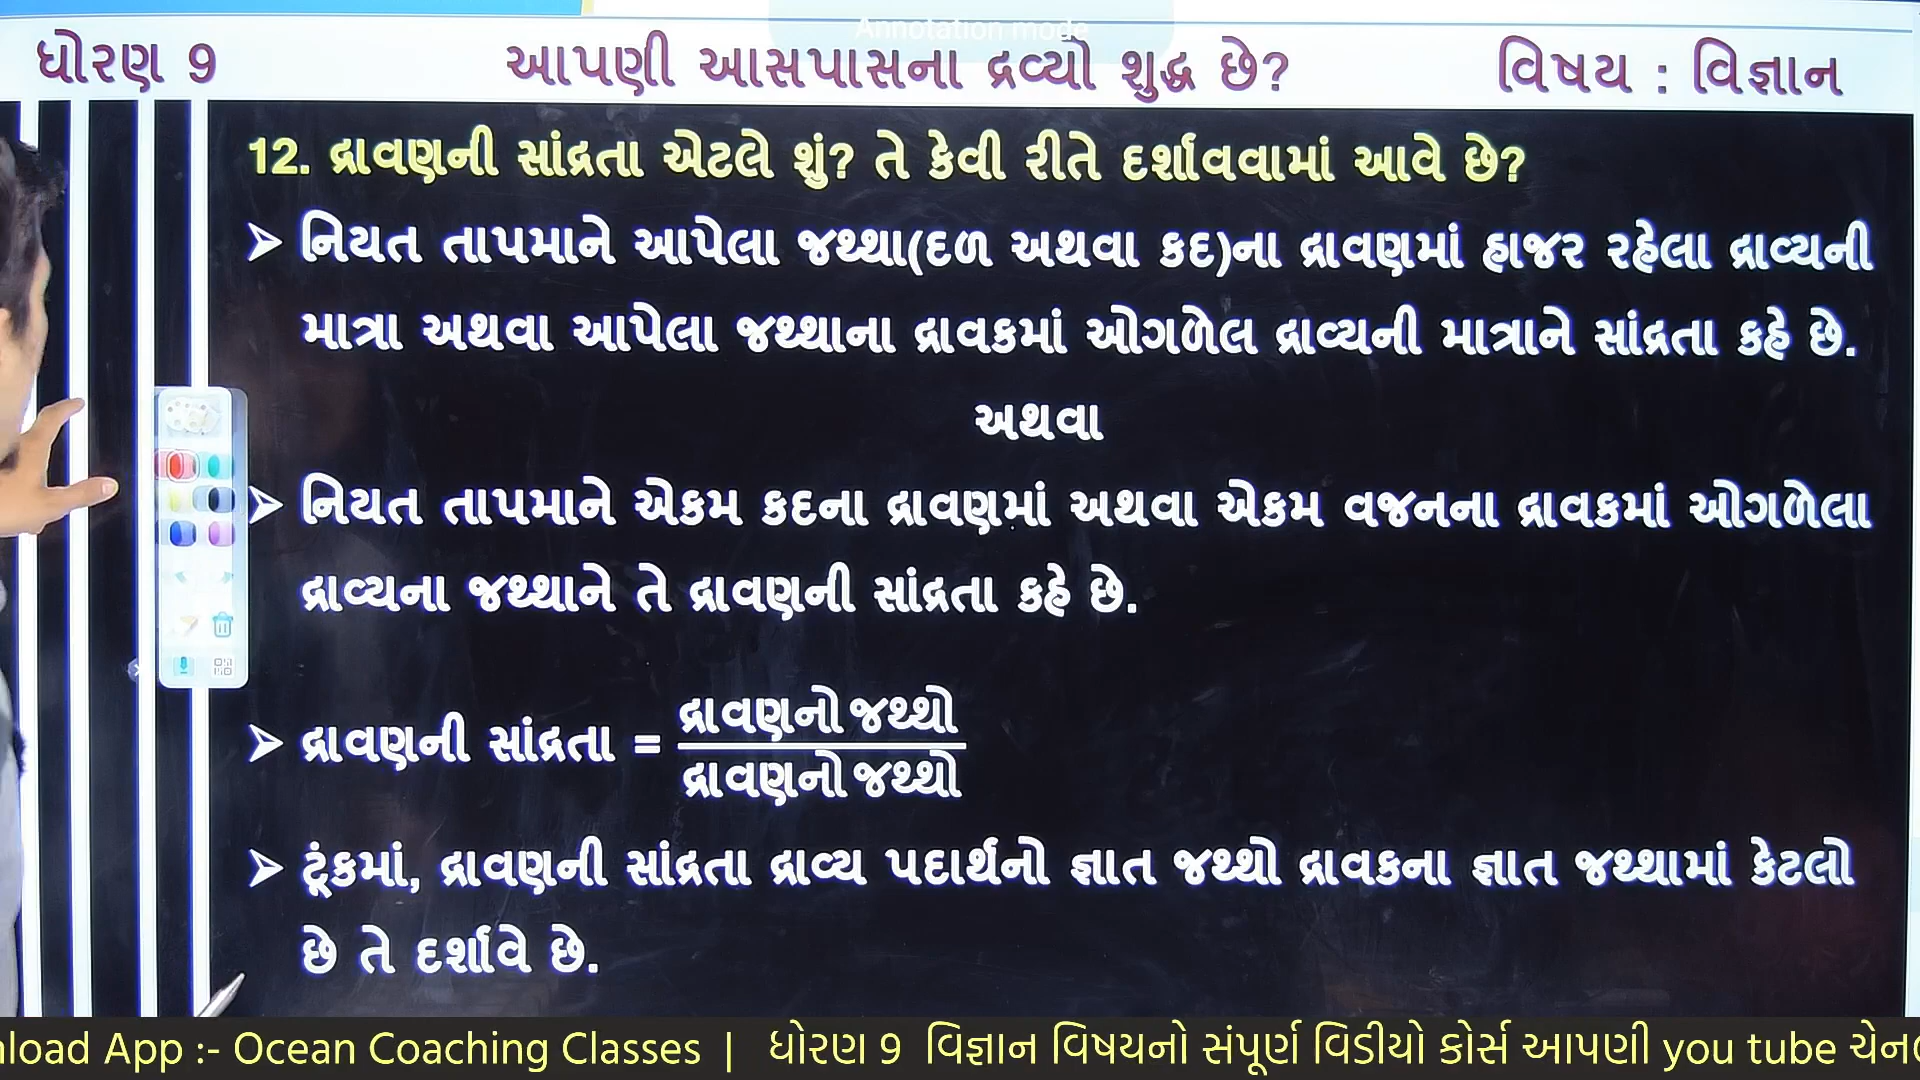 Annotation mode
ધોરણ 9 આપણી આસપાસના દ્રવ્યો શુદ્ધ છે? વિષય : વિજ્ઞાન
12. દ્રાવણની સાંદ્રતા એટલે શું? તે કેવી રીતે દર્શાવવામાં આવે છે?
➢ નિયત તાપમાને આપેલા જથ્થા(દળ અથવા કદ)ના દ્રાવણમાં હાજર રહેલા દ્રાવ્યની
માત્રા અથવા આપેલા જથ્થાના દ્રાવકમાં ઓગળેલ દ્રાવ્યની માત્રાને સાંદ્રતા કહે છે.
અથવા
➢ નિયત તાપમાને એકમ કદના દ્રાવણમાં અથવા એકમ વજનના દ્રાવકમાં ઓગળેલા
દ્રાવ્યના જથ્થાને તે દ્રાવણની સાંદ્રતા કહે છે.
દ્રાવણનો જથ્થો
➢ દ્રાવણની સાંદ્રતા =
દ્રાવણનો જથ્થો
➢ ટૂંકમાં, દ્રાવણની સાંદ્રતા દ્રાવ્ય પદાર્થનો જ્ઞાત જથ્થો દ્રાવકના જ્ઞાત જથ્થામાં કેટલો
છે તે દર્શાવે છે.
nload App :- Ocean Coaching Classes | ધોરણ 9 વિજ્ઞાન વિષયનો સંપૂર્ણ વિડીયો કોર્સ આપણી you tube